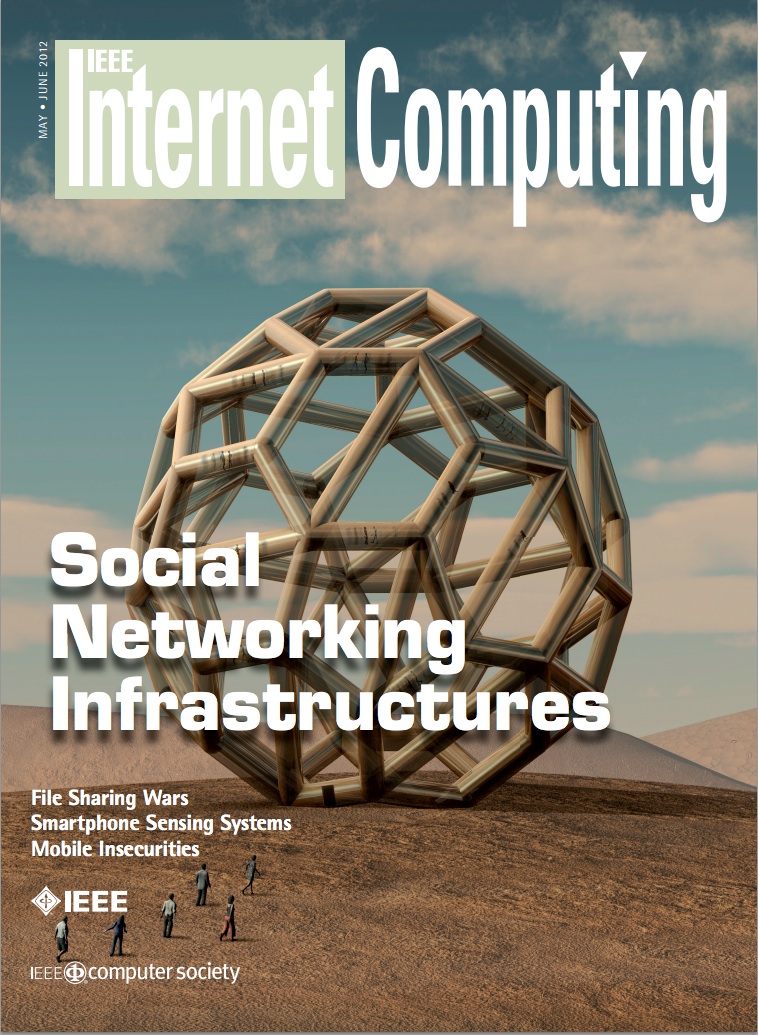 MAY • JUNE 2012
IEEE
Internet Computing
Social
Networking
Infrastructures
File Sharing Wars
Smartphone Sensing Systems
Mobile Insecurities
IEEE
IEEE computer society